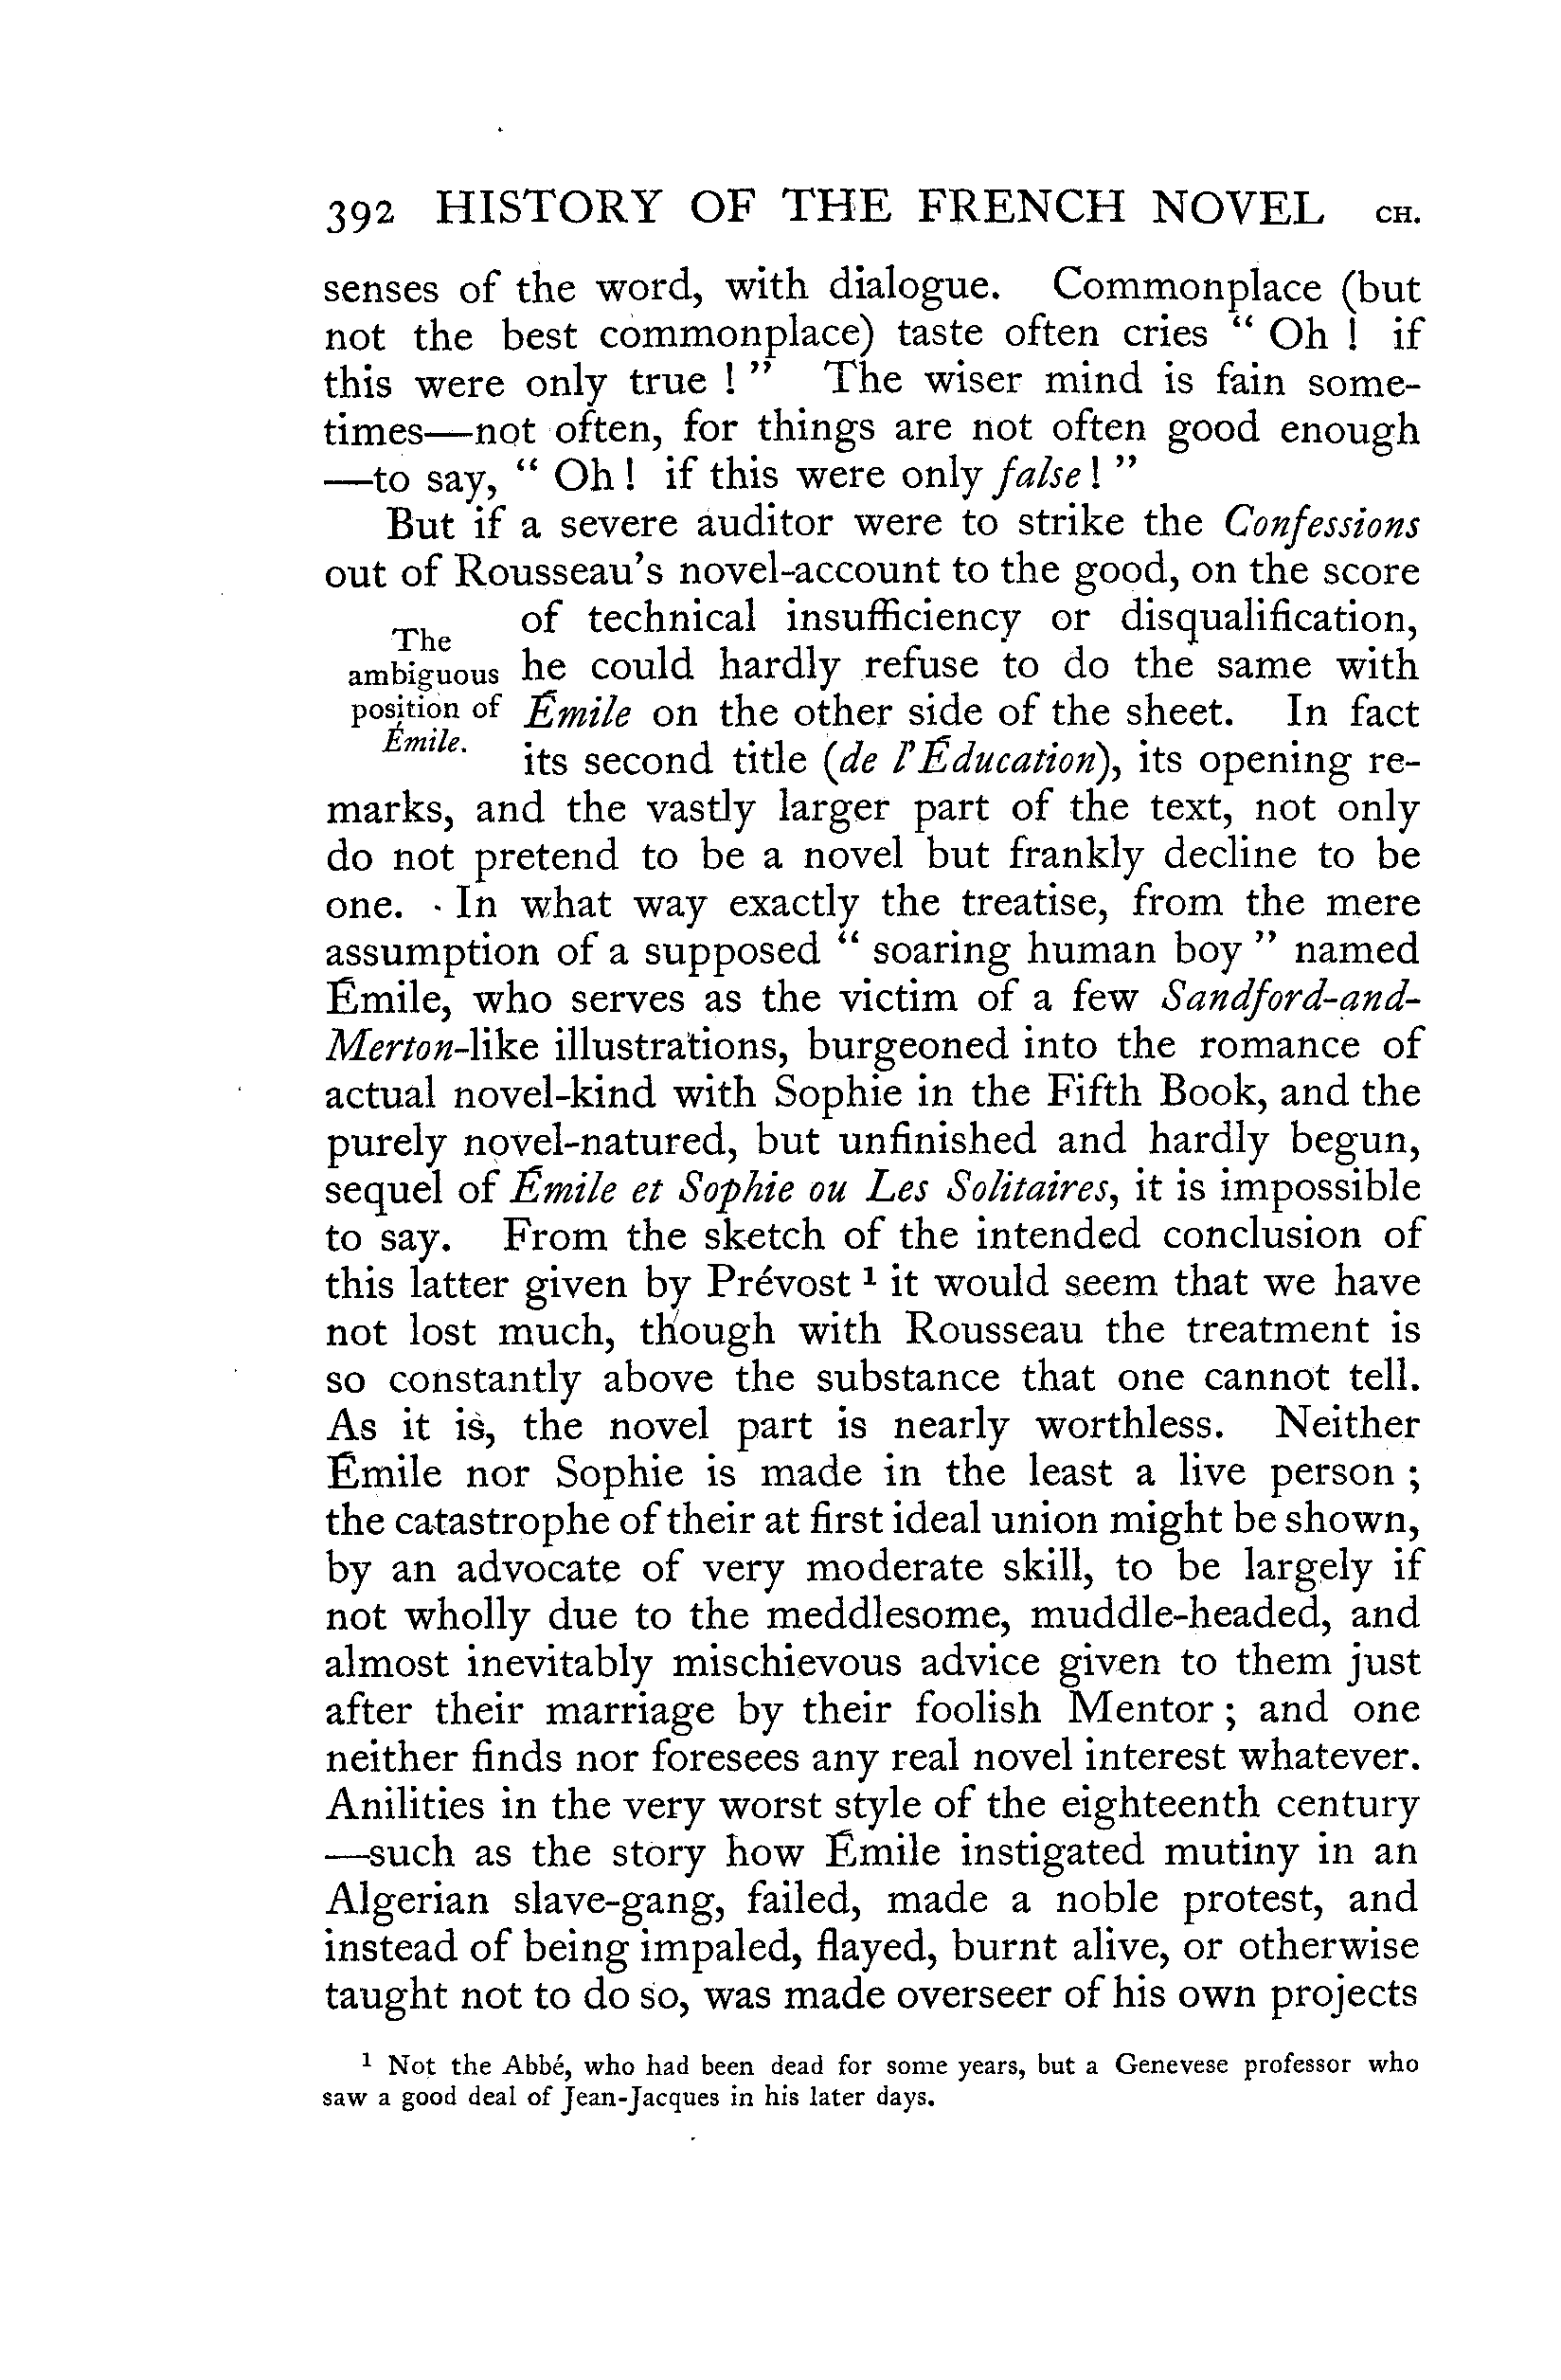 392 HISTORY OF THE FRENCH NOVEL CH.
senses of the word, with dialogue. Commonplace (but
not the best commonplace) taste often cries “ Oh ! if
this were only true ! ” The wiser mind is fain some-
times—not often, for things are not often good enough
—to say, “ Oh ! if this were only false ! ”
But if a severe auditor were to strike the Confessions
out of Rousseau's novel-account to the good, on the score
The
ambiguous
position of
Émile.
of technical insufficiency or disqualification,
he could hardly refuse to do the same with
Émile on the other side of the sheet. In fact
its second title (de l'Éducation), its opening re-
marks, and the vastly larger part of the text, not only
do not pretend to be a novel but frankly decline to be
one. In what way exactly the treatise, from the mere
assumption of a supposed “ soaring human boy ” named
Émile, who serves as the victim of a few Sandford-and-
Merton-like illustrations, burgeoned into the romance of
actual novel-kind with Sophie in the Fifth Book, and the
purely novel-natured, but unfinished and hardly begun,
sequel of Émile et Sophie ou Les Solitaires, it is impossible
to say. From the sketch of the intended conclusion of
this latter given by Prévost ¹ it would seem that we have
not lost much, though with Rousseau the treatment is
so constantly above the substance that one cannot tell.
As it is, the novel part is nearly worthless. Neither
Émile nor Sophie is made in the least a live person ;
the catastrophe of their at first ideal union might be shown,
by an advocate of very moderate skill, to be largely if
not wholly due to the meddlesome, muddle-headed, and
almost inevitably mischievous advice given to them just
after their marriage by their foolish Mentor ; and one
neither finds nor foresees any real novel interest whatever.
Anilities in the very worst style of the eighteenth century
—such as the story how Émile instigated mutiny in an
Algerian slave-gang, failed, made a noble protest, and
instead of being impaled, flayed, burnt alive, or otherwise
taught not to do so, was made overseer of his own projects
¹ Not the Abbé, who had been dead for some years, but a Genevese professor who
saw a good deal of Jean-Jacques in his later days.